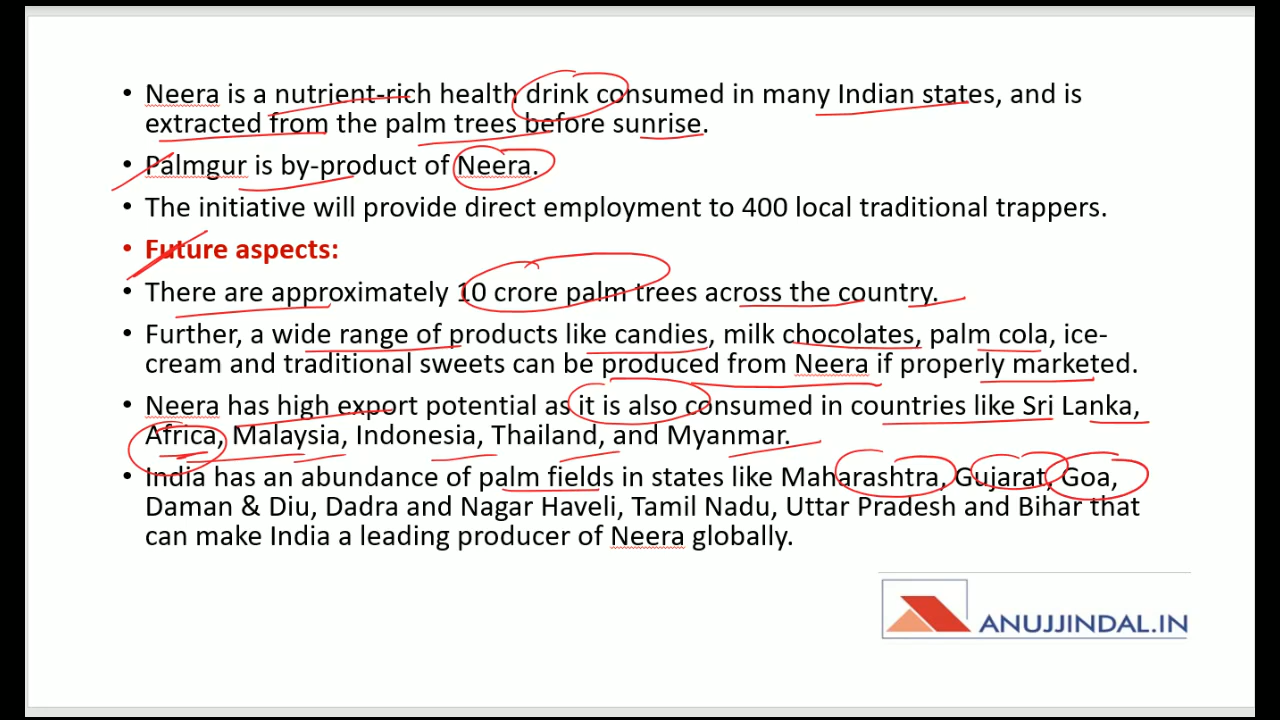 • Neera is a nutrient-rich health drink consumed in many Indian states, and is
extracted from the palm trees before sunrise.
• Palmgur is by-product of Neera.
• The initiative will provide direct employment to 400 local traditional trappers.
• Future aspects:
• There are approximately 10 crore palm trees across the country.
• Further, a wide range of products like candies, milk chocolates, palm cola, ice-
cream and traditional sweets can be produced from Neera if properly marketed.
• Neera has high export potential as it is also consumed in countries like Sri Lanka,
Africa, Malaysia, Indonesia, Thailand, and Myanmar.
• India has an abundance of palm fields in states like Maharashtra, Gujarat, Goa,
Daman & Diu, Dadra and Nagar Haveli, Tamil Nadu, Uttar Pradesh and Bihar that
can make India a leading producer of Neera globally.
ANUJJINDAL.IN